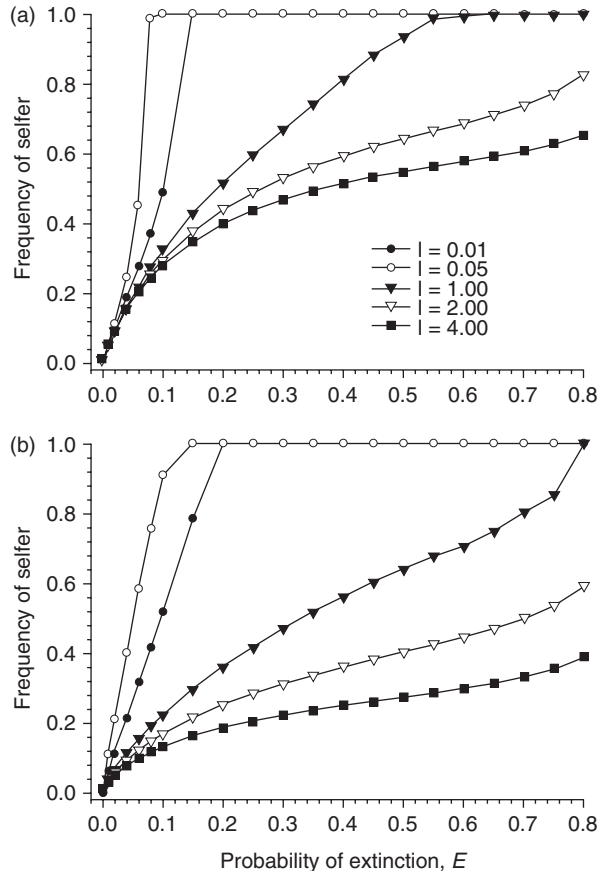 (a)
1.0
0.8
0.6
0.4
0.2
0.0
Frequency of selfer
I = 0.01
I = 0.05
I = 1.00
I = 2.00
I = 4.00
0.0 0.1 0.2 0.3 0.4 0.5 0.6 0.7 0.8
(b)
1.0
0.8
0.6
0.4
0.2
0.0
Frequency of selfer
0.0 0.1 0.2 0.3 0.4 0.5 0.6 0.7 0.8
Probability of extinction, E